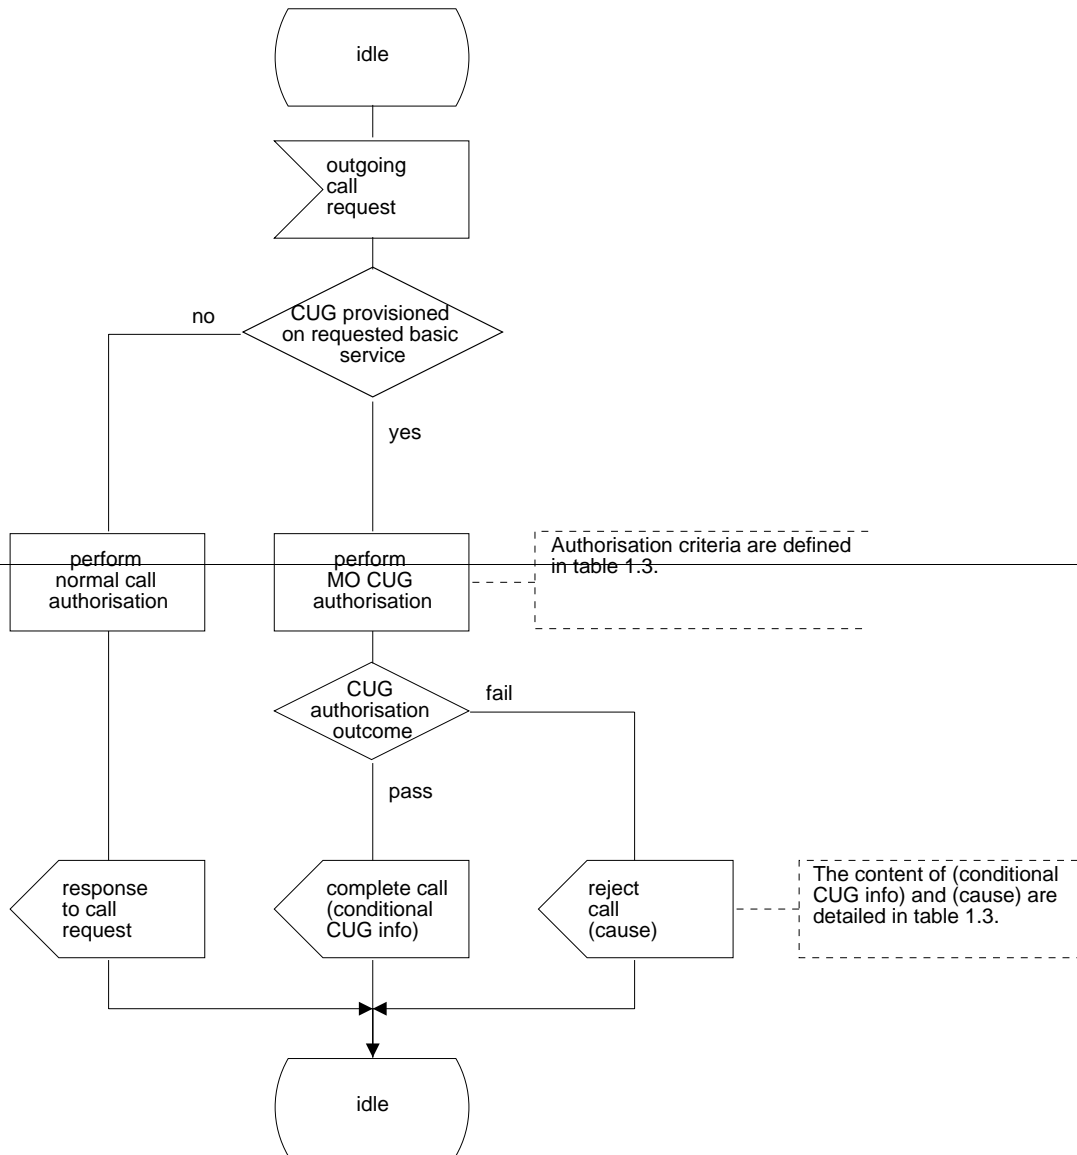 idle
outgoing
call
request
CUG provisioned
on requested basic
service
no
yes
perform
normal call
authorisation
perform
MO CUG
authorisation
Authorisation criteria are defined
in table 1.3.
CUG
authorisation
outcome
fail
pass
response
to call
request
complete call
(conditional
CUG info)
reject
call
(cause)
The content of (conditional
CUG info) and (cause) are
detailed in table 1.3.
idle